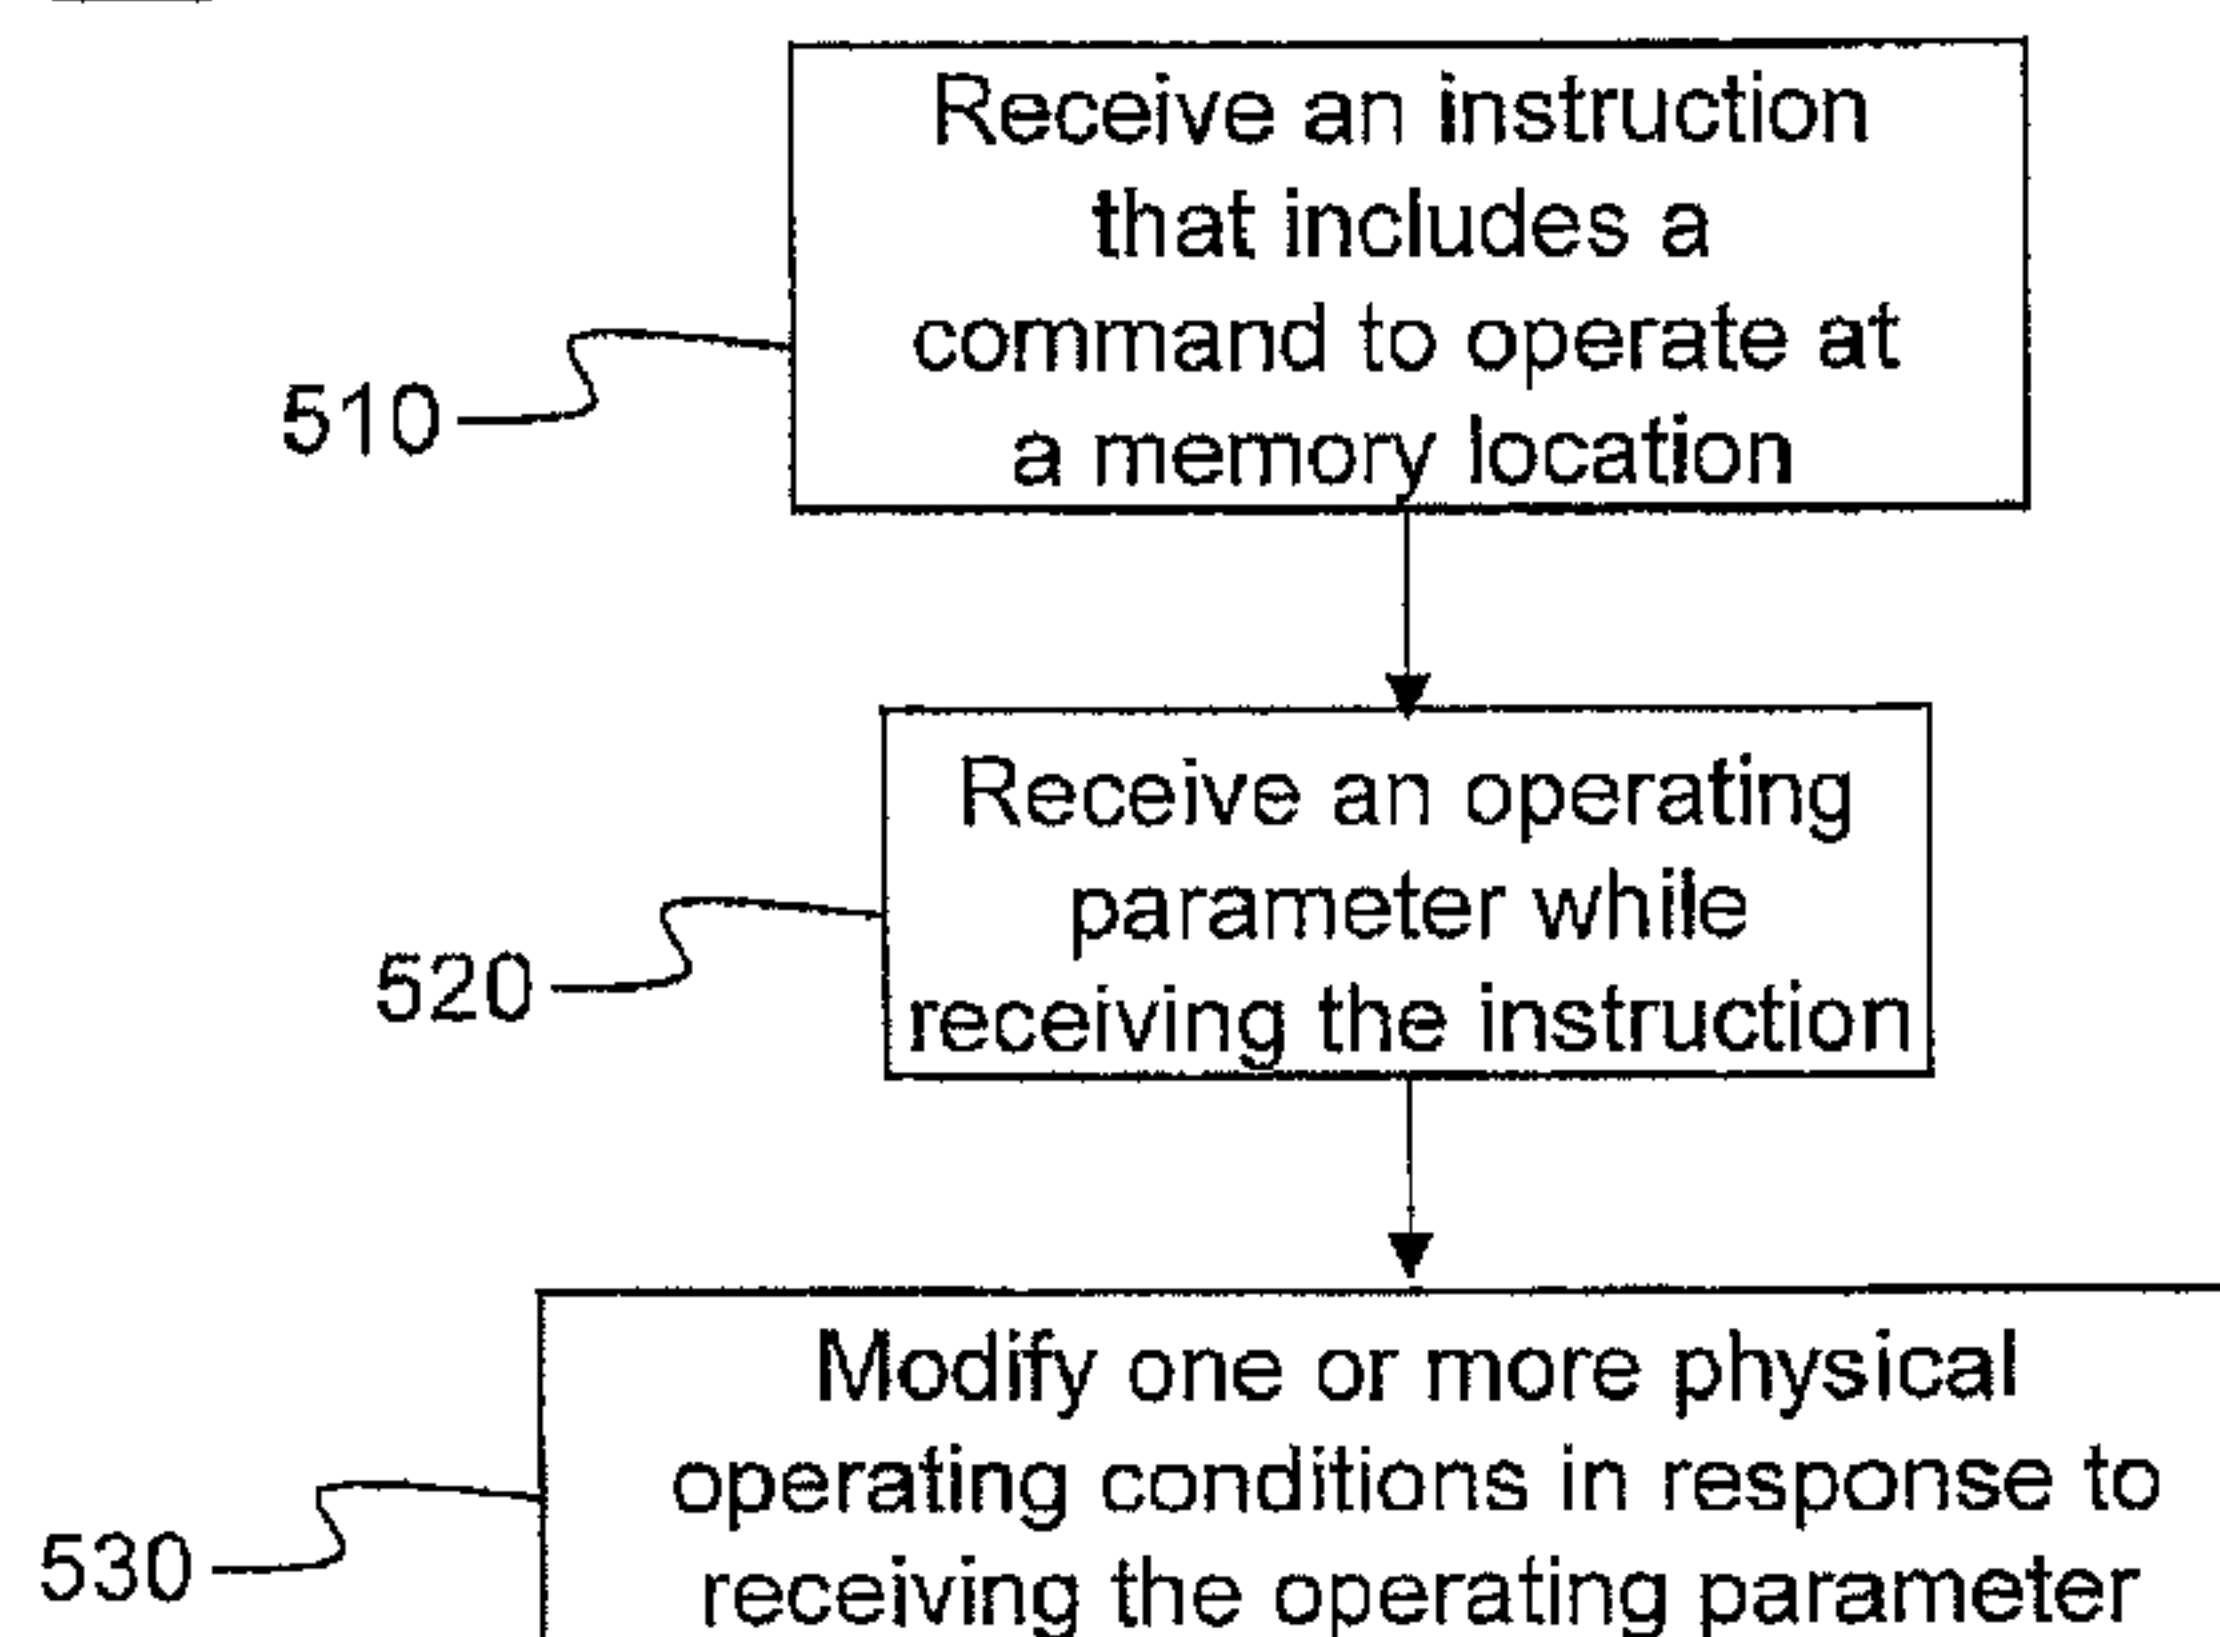 Receive an instruction
that includes a
command to operate at
a memory location
510
Receive an operating
parameter while
receiving the instruction
520
Modify one or more physical
operating conditions in response to
receiving the operating parameter
530